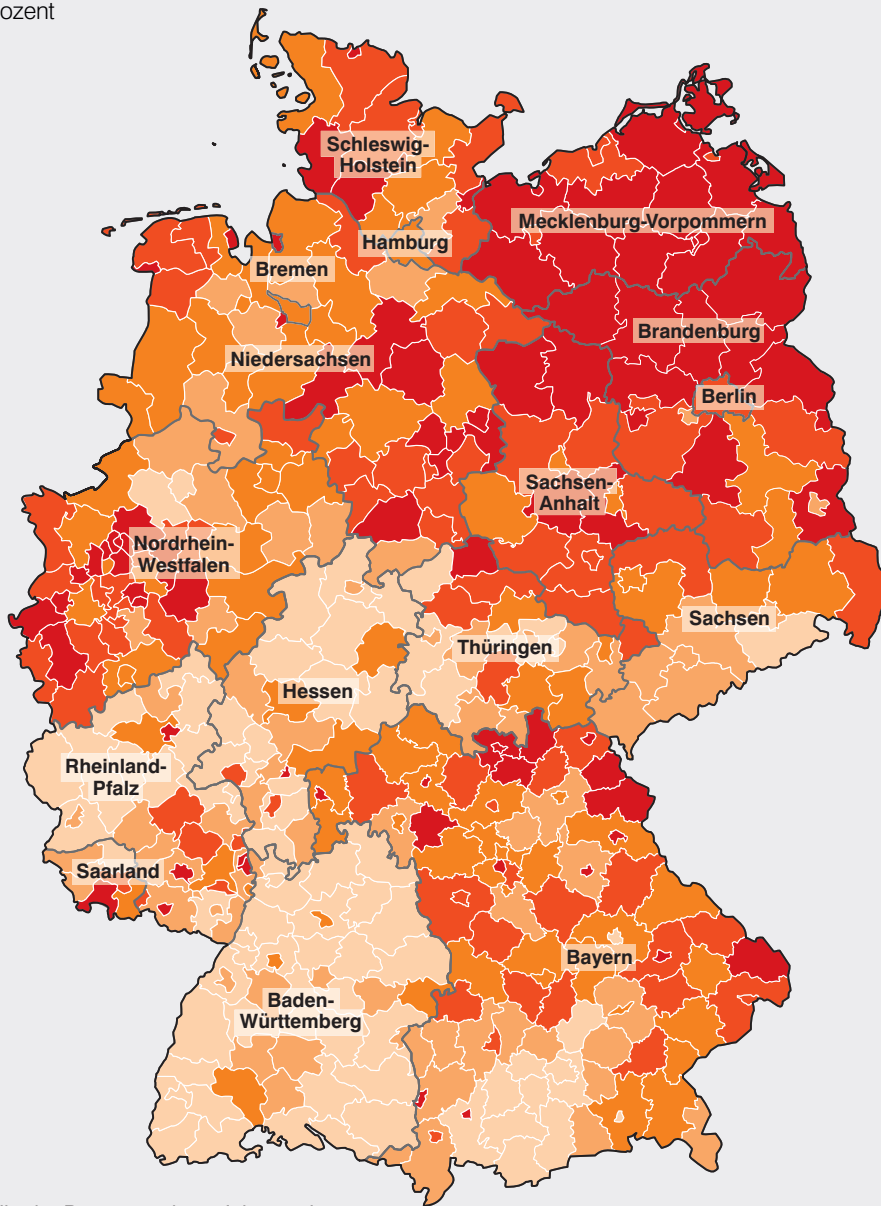 ozent
Schleswig-
Holstein
Mecklenburg-Vorpommern
Hamburg
Bremen
Brandenburg
Niedersachsen
Berlin
Sachsen-
Anhalt
Nordrhein-
Westfalen
Sachsen
Thüringen
Hessen
Rheinland-
Pfalz
Saarland
Bayern
Baden-
Württemberg